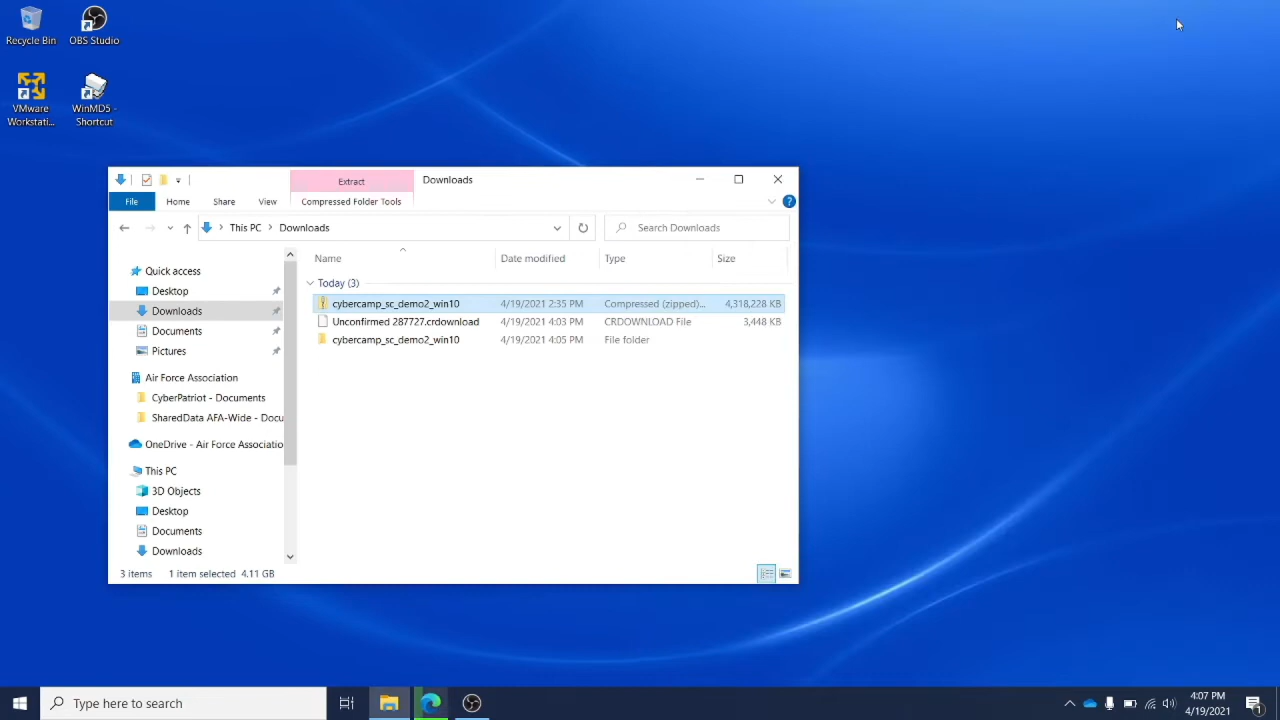 Recycle Bin
OBS Studio
VMware Workstati...
WinMD5 - Shortcut
Extract
Downloads
File
Home
Share
View
Compressed Folder Tools
?
This PC
Downloads
Search Downloads
Name
Date modified
Type
Size
Quick access
Desktop
Downloads
Documents
Pictures
Air Force Association
CyberPatriot - Documents
SharedData AFA-Wide - Docu
OneDrive - Air Force Associatio
This PC
3D Objects
Desktop
Documents
Downloads
Today (3)
cybercamp_sc_demo2_win10 4/19/2021 2:35 PM Compressed (zipped)... 4,318,228 KB
Unconfirmed 287727.crdownload 4/19/2021 4:03 PM CRDOWNLOAD File 3,448 KB
cybercamp_sc_demo2_win10 4/19/2021 4:05 PM File folder
3 items 1 item selected 4.11 GB
Type here to search
4:07 PM
4/19/2021
1